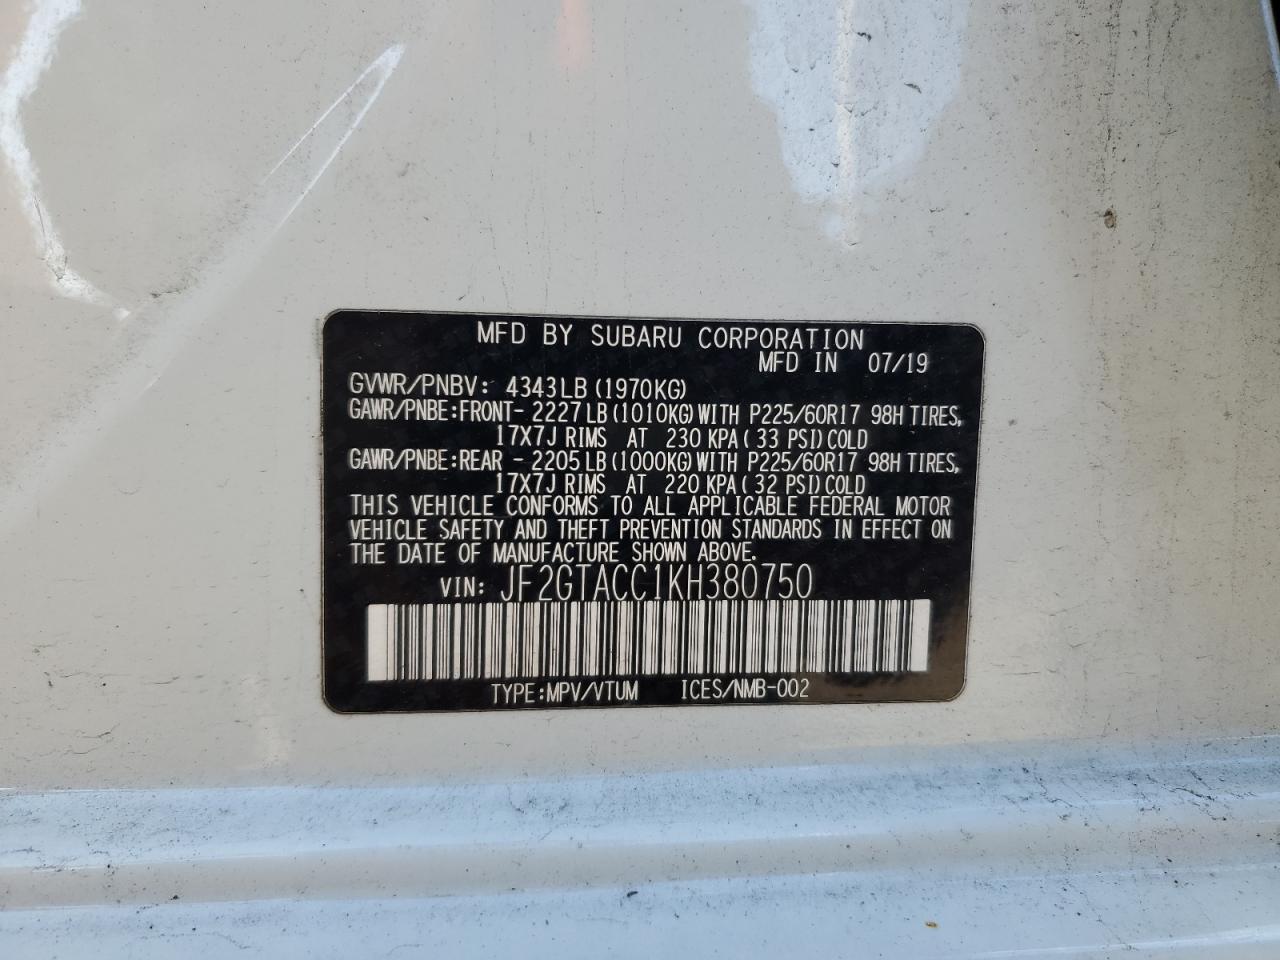 MFD BY SUBARU CORPORATION
MFD IN 07/19
GVWR/PNBV: 4343LB (1970KG)
GAWR/PNBE:FRONT- 2227 LB (1010KG) WITH P225/60R17 98H TIRES,
17X7J RIMS AT 230 KPA ( 33 PSI) COLD
GAWR/PNBE:REAR - 2205 LB (1000KG) WITH P225/60R17 98H TIRES,
17X7J RIMS AT 220 KPA ( 32 PSI) COLD
THIS VEHICLE CONFORMS TO ALL APPLICABLE FEDERAL MOTOR
VEHICLE SAFETY AND THEFT PREVENTION STANDARDS IN EFFECT ON
THE DATE OF MANUFACTURE SHOWN ABOVE.
VIN: JF2GTACC1KH380750
TYPE:MPV/VTUM ICES/NMB-002